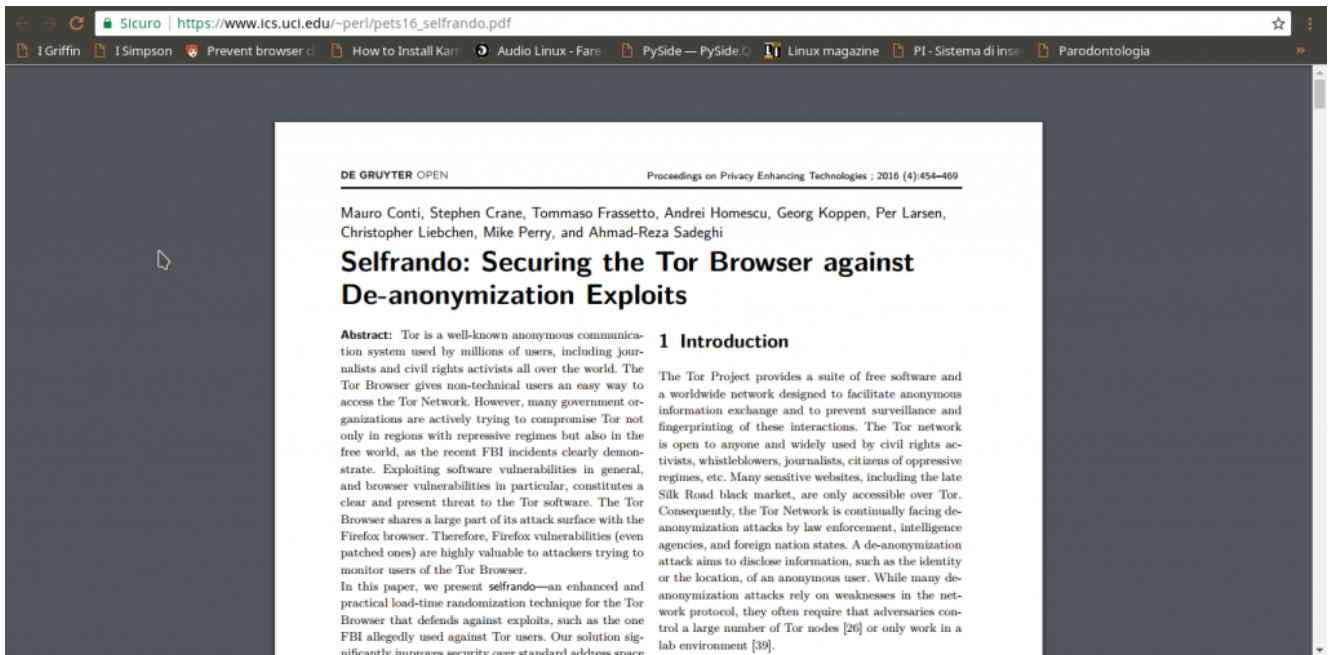 Sicuro | https://www.ics.uci.edu/~perl/pets16_selfrando.pdf
I Griffin I Simpson Prevent browser How to Install Kart Audio Linux - Fare PySide — PySide.Q Linux magazine PI - Sistema di inse Parodontologia »
DE GRUYTER OPEN
Proceedings on Privacy Enhancing Technologies ; 2016 (4):454–469
Mauro Conti, Stephen Crane, Tommaso Frassetto, Andrei Homescu, Georg Koppen, Per Larsen,
Christopher Liebchen, Mike Perry, and Ahmad-Reza Sadeghi
Selfrando: Securing the Tor Browser against
De-anonymization Exploits
Abstract: Tor is a well-known anonymous communica-
tion system used by millions of users, including jour-
nalists and civil rights activists all over the world. The
Tor Browser gives non-technical users an easy way to
access the Tor Network. However, many government or-
ganizations are actively trying to compromise Tor not
only in regions with repressive regimes but also in the
free world, as the recent FBI incidents clearly demon-
strate. Exploiting software vulnerabilities in general,
and browser vulnerabilities in particular, constitutes a
clear and present threat to the Tor software. The Tor
Browser shares a large part of its attack surface with the
Firefox browser. Therefore, Firefox vulnerabilities (even
patched ones) are highly valuable to attackers trying to
monitor users of the Tor Browser.
In this paper, we present selfrando—an enhanced and
practical load-time randomization technique for the Tor
Browser that defends against exploits, such as the one
FBI allegedly used against Tor users. Our solution sig-
nificantly improves security over standard address space
1 Introduction
The Tor Project provides a suite of free software and
a worldwide network designed to facilitate anonymous
information exchange and to prevent surveillance and
fingerprinting of these interactions. The Tor network
is open to anyone and widely used by civil rights ac-
tivists, whistleblowers, journalists, citizens of oppressive
regimes, etc. Many sensitive websites, including the late
Silk Road black market, are only accessible over Tor.
Consequently, the Tor Network is continually facing de-
anonymization attacks by law enforcement, intelligence
agencies, and foreign nation states. A de-anonymization
attack aims to disclose information, such as the identity
or the location, of an anonymous user. While many de-
anonymization attacks rely on weaknesses in the net-
work protocol, they often require that adversaries con-
trol a large number of Tor nodes [26] or only work in a
lab environment [39].